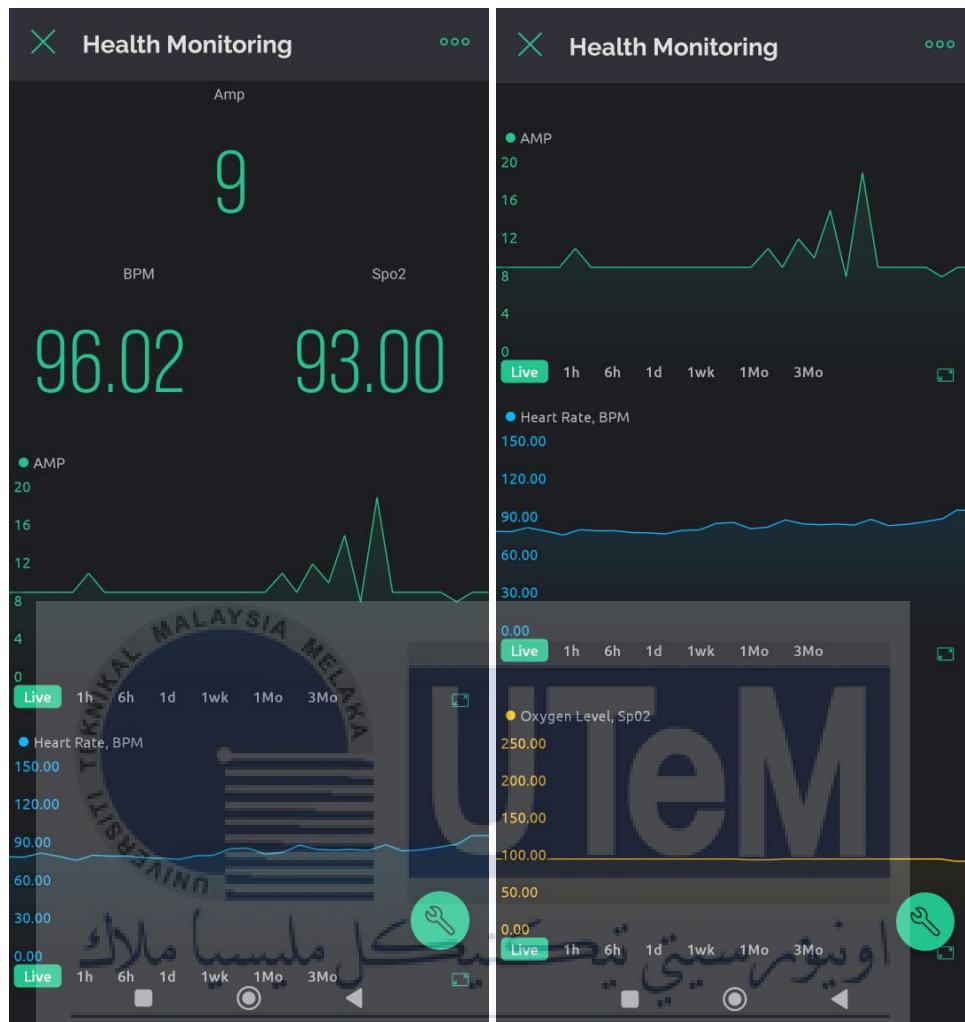 Health Monitoring
Amp
9
BPM Spo2
96.02 93.00
AMP
20
16
12
8
4
0
Live 1h 6h 1d 1wk 1Mo 3Mo
Heart Rate, BPM
150.00
120.00
90.00
60.00
30.00
0.00
Live 1h 6h 1d 1wk 1Mo 3Mo
Health Monitoring
AMP
20
16
12
8
4
0
Live 1h 6h 1d 1wk 1Mo 3Mo
Heart Rate, BPM
150.00
120.00
90.00
60.00
30.00
0.00
Live 1h 6h 1d 1wk 1Mo 3Mo
Oxygen Level, Sp02
250.00
200.00
150.00
100.00
50.00
0.00
Live 1h 6h 1d 1wk 1Mo 3Mo
UNIVERSITI TEKNIKAL MALAYSIA MELAKA
UTeM
اونيۏرسيتي تيكنيكل مليسيا ملاك